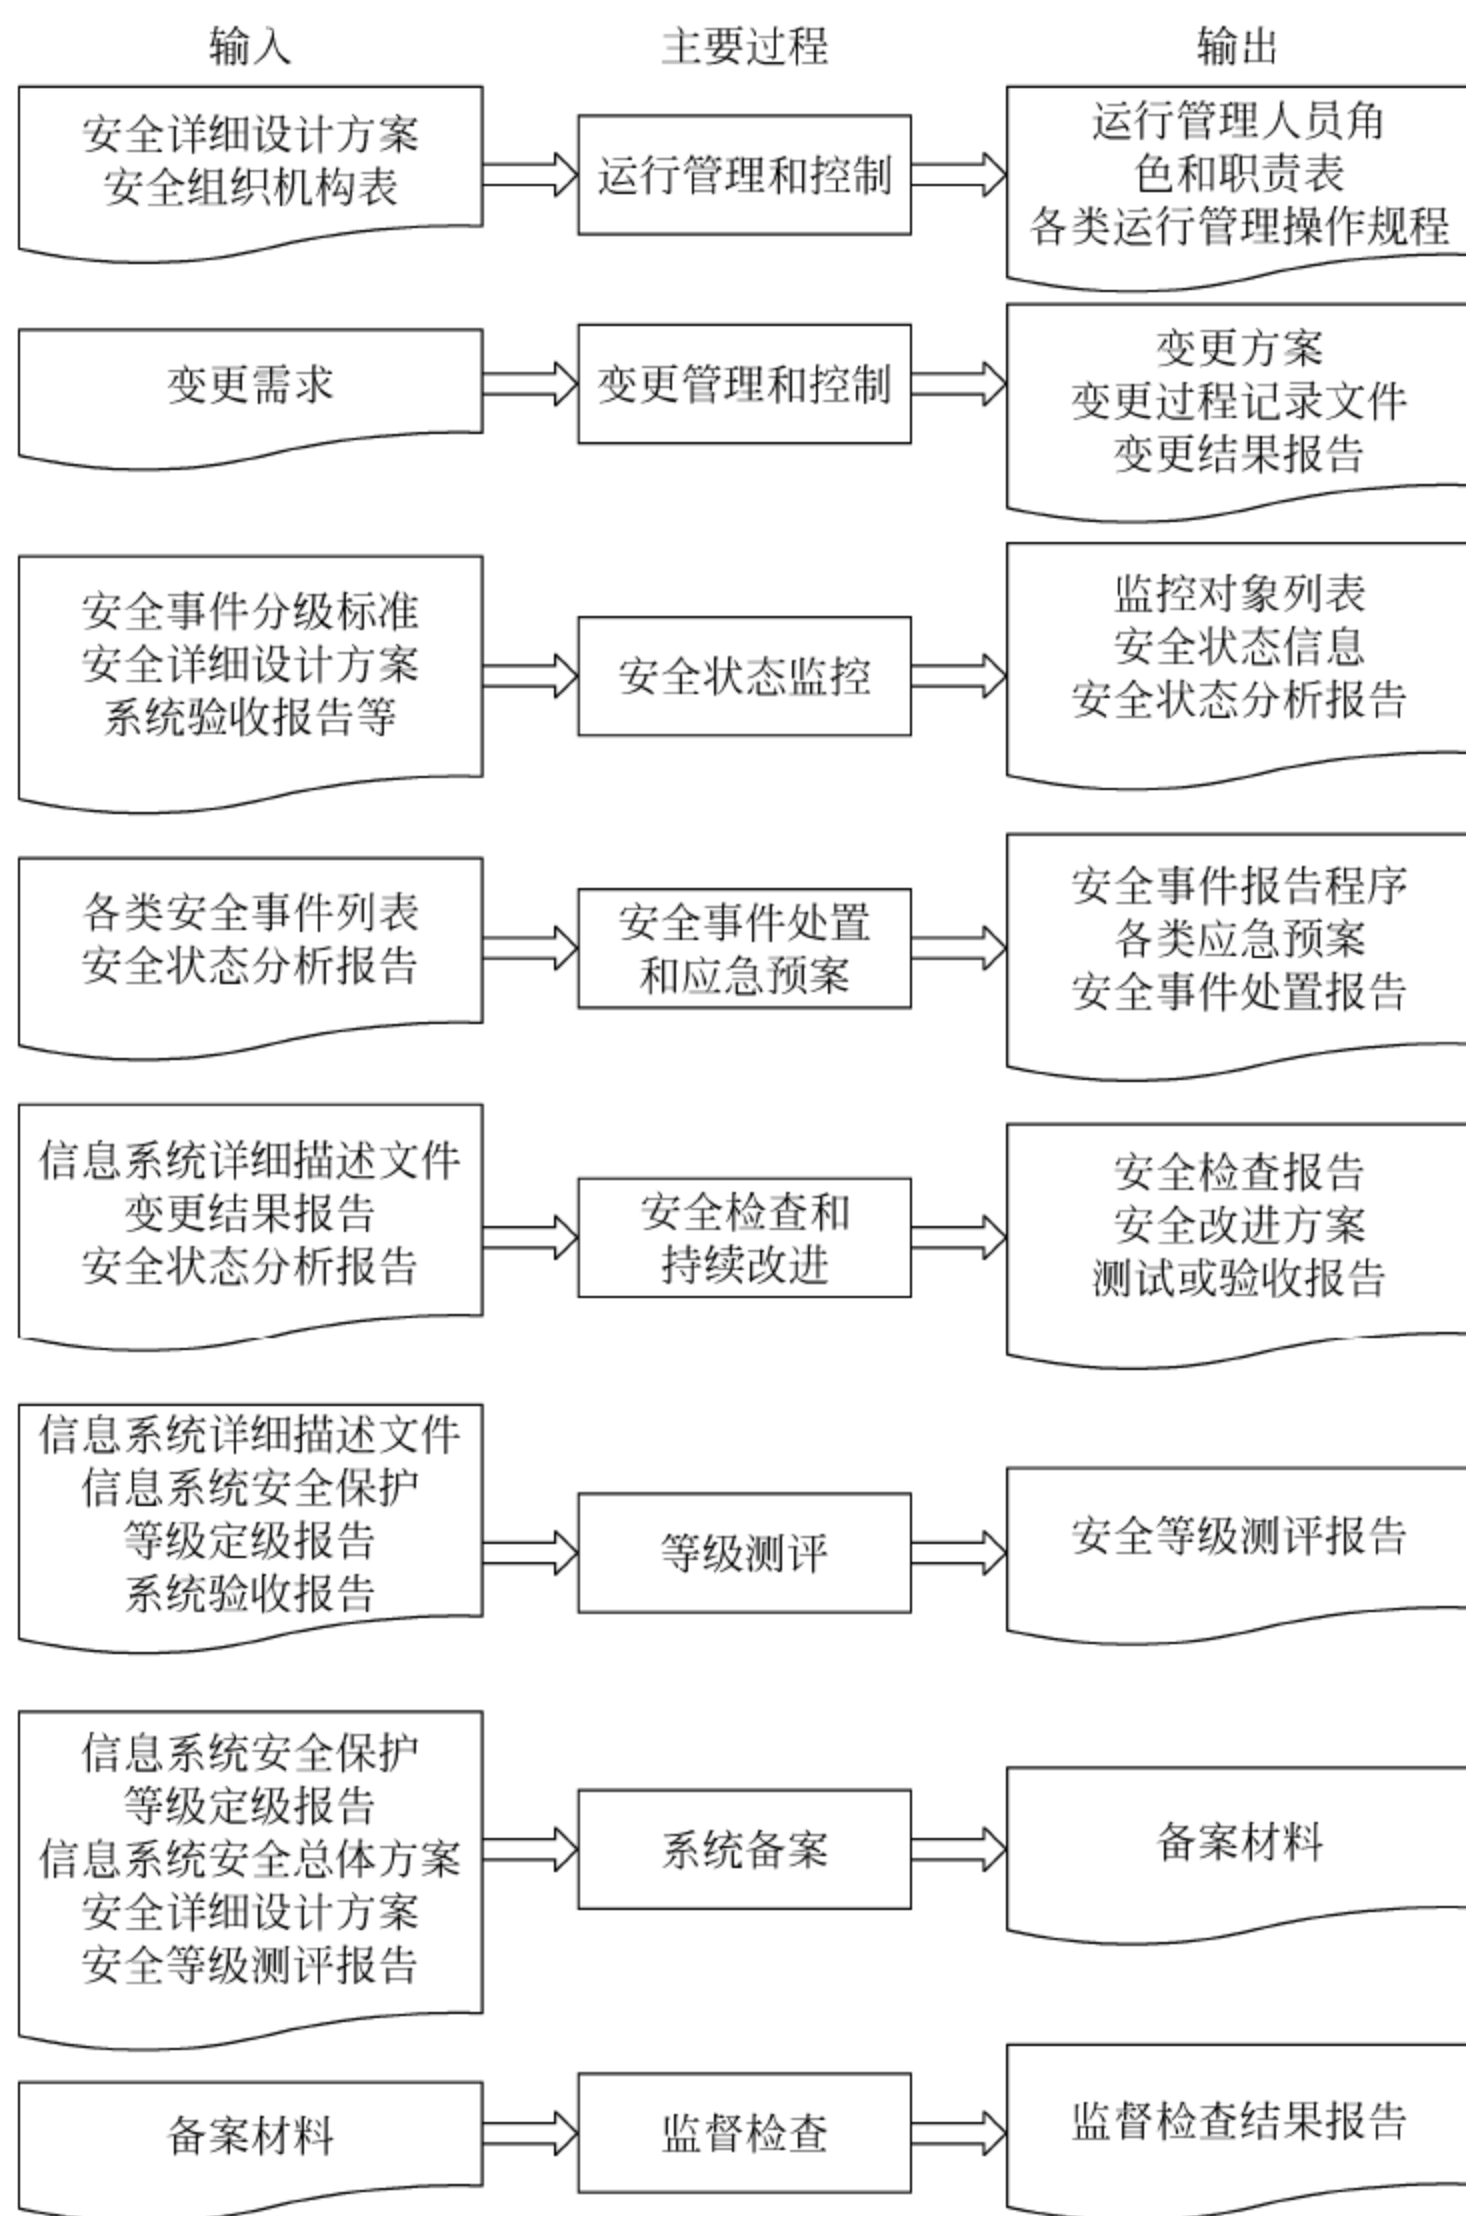 输入
主要过程
输出
安全详细设计方案
安全组织机构表
运行管理和控制
运行管理人员角
色和职责表
各类运行管理操作规程
变更需求
变更管理和控制
变更方案
变更过程记录文件
变更结果报告
安全事件分级标准
安全详细设计方案
系统验收报告等
安全状态监控
监控对象列表
安全状态信息
安全状态分析报告
各类安全事件列表
安全状态分析报告
安全事件处置
和应急预案
安全事件报告程序
各类应急预案
安全事件处置报告
信息系统详细描述文件
变更结果报告
安全状态分析报告
安全检查和
持续改进
安全检查报告
安全改进方案
测试或验收报告
信息系统详细描述文件
信息系统安全保护
等级定级报告
系统验收报告
等级测评
安全等级测评报告
信息系统安全保护
等级定级报告
信息系统安全总体方案
安全详细设计方案
安全等级测评报告
系统备案
备案材料
备案材料
监督检查
监督检查结果报告